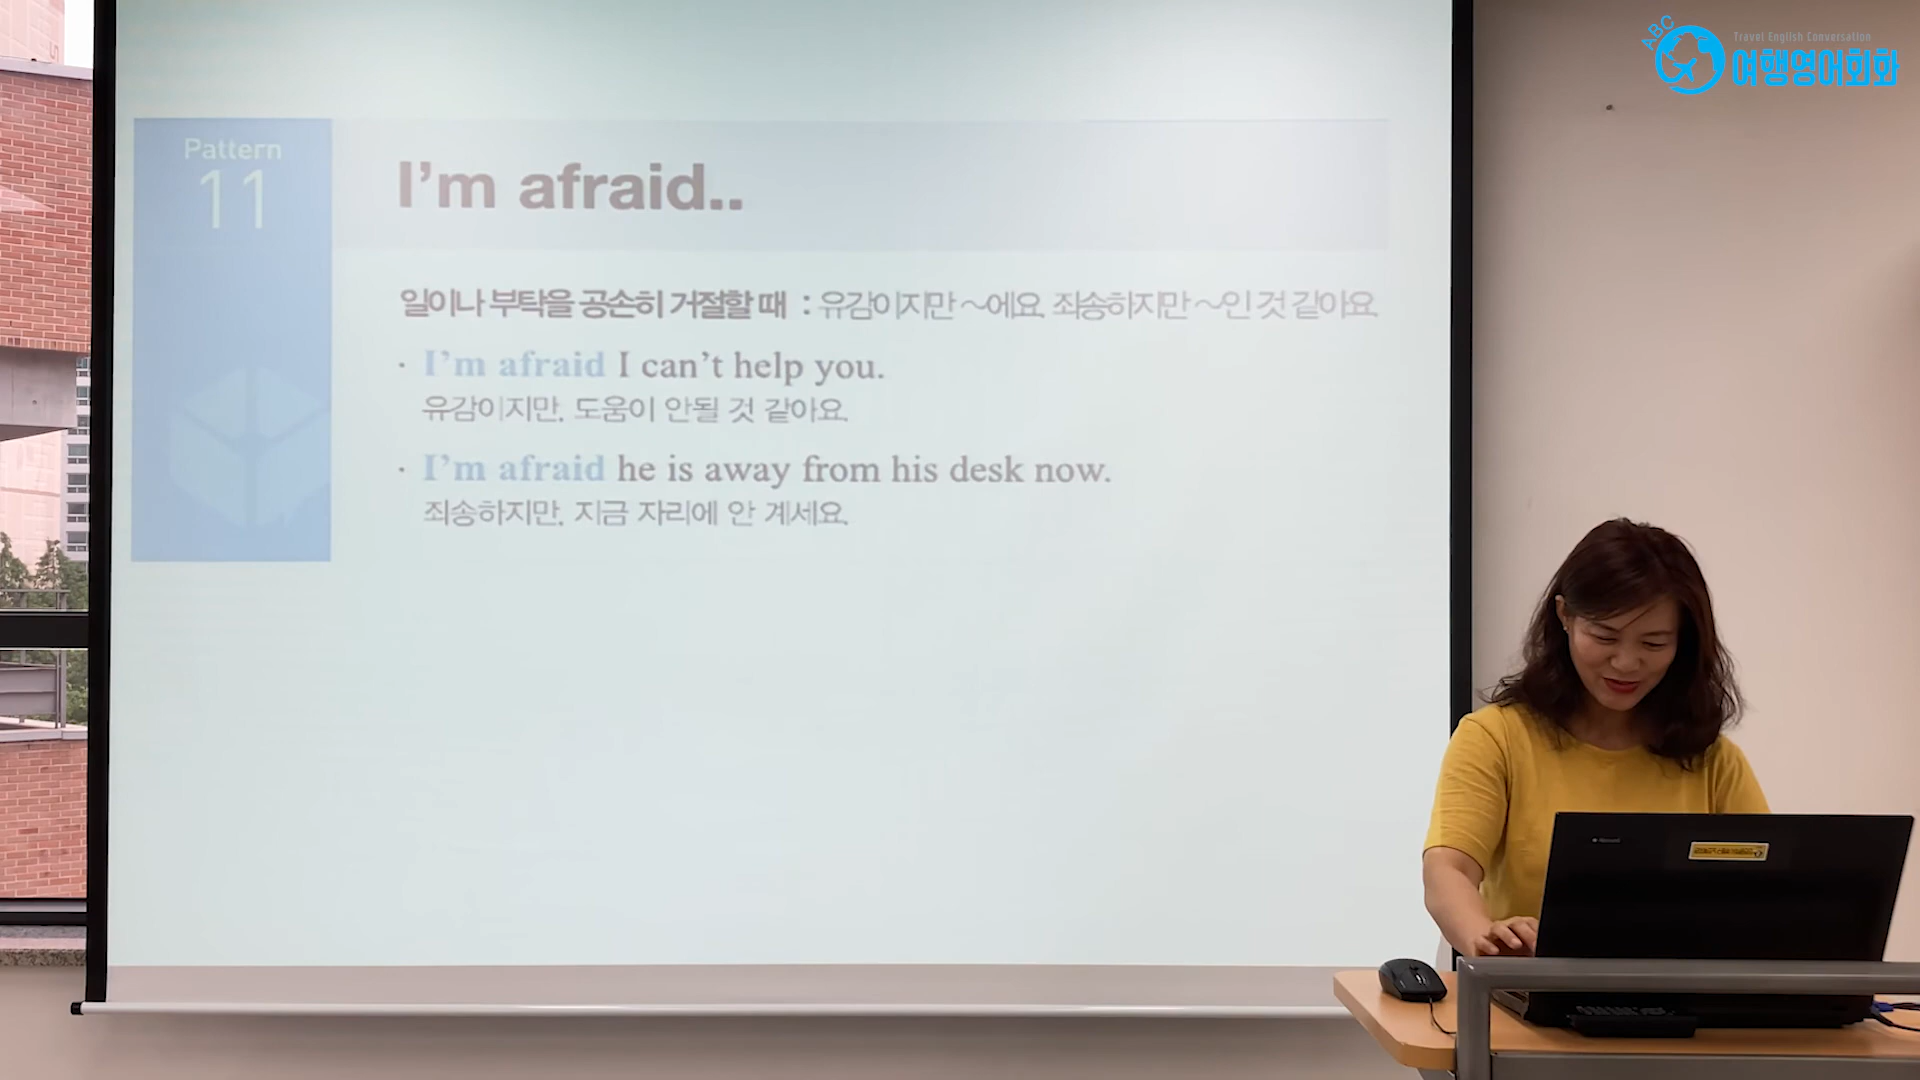 ABC
Travel English Conversation
여행영어회화
Pattern
11
I'm afraid..
일이나 부탁을 공손히 거절할 때 : 유감이지만 ~에요. 죄송하지만 ~인 것 같아요.
· I'm afraid I can't help you.
유감이지만, 도움이 안될 것 같아요.
· I'm afraid he is away from his desk now.
죄송하지만, 지금 자리에 안 계세요.